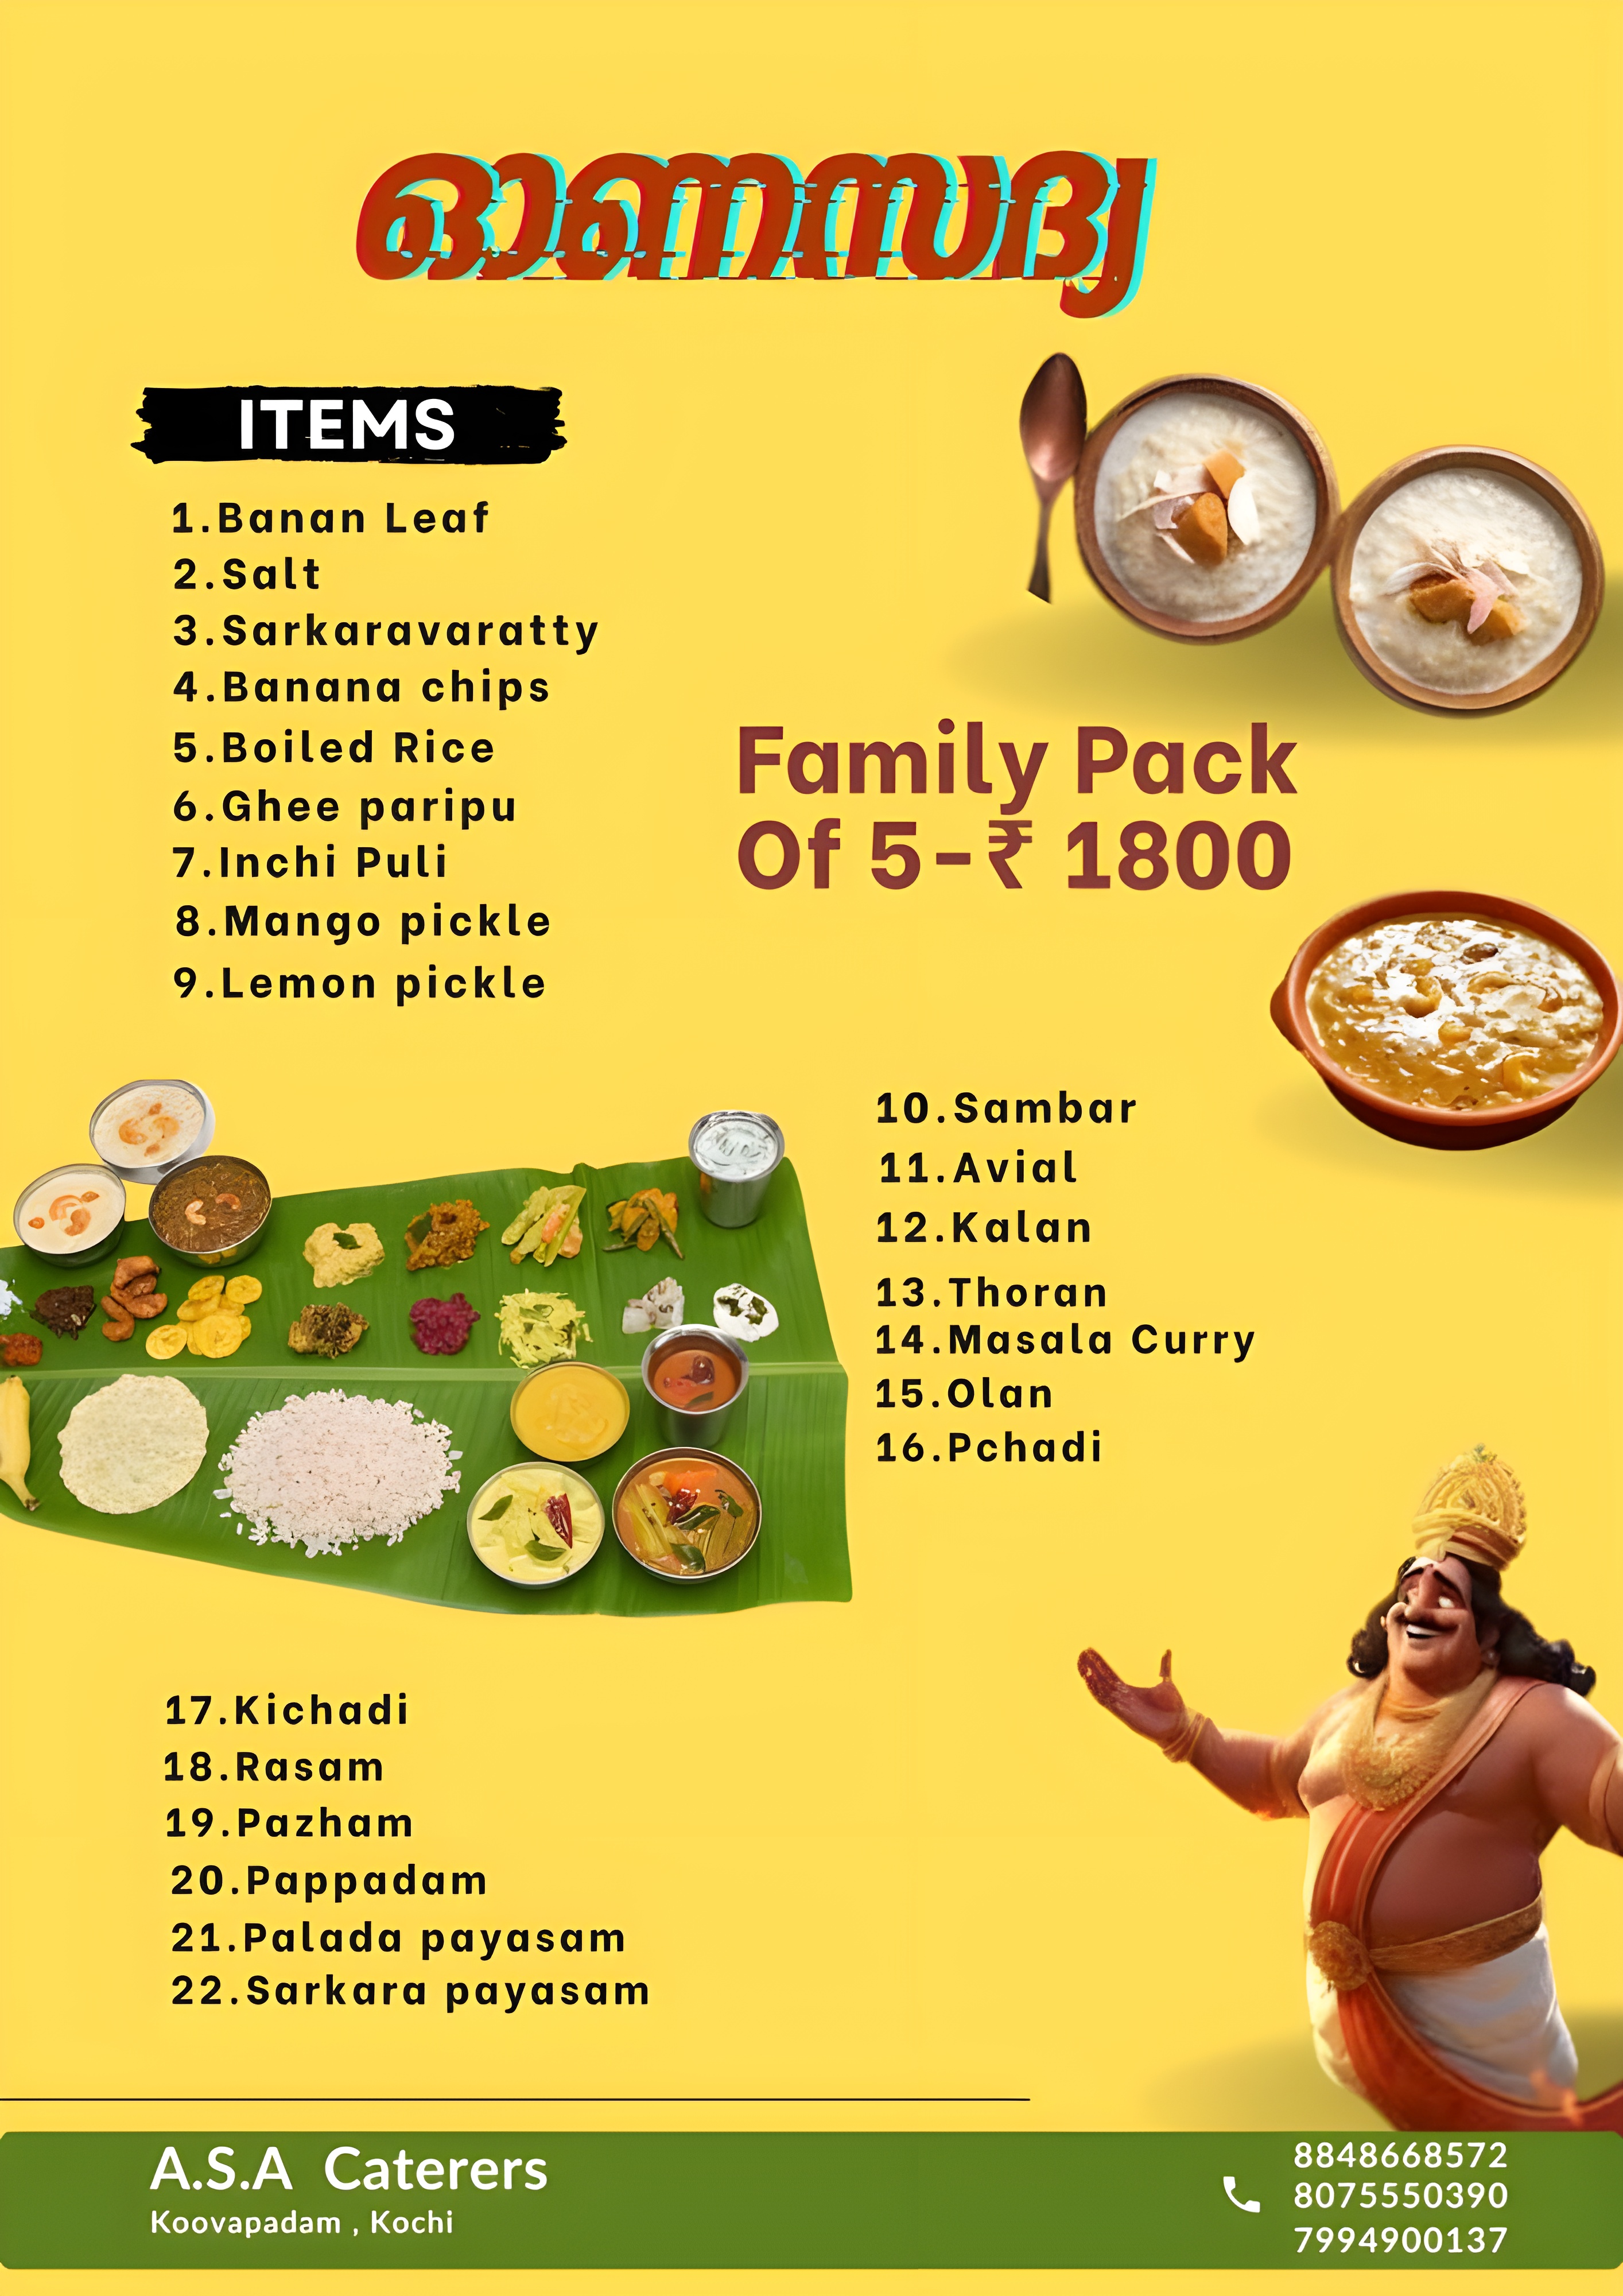 ഓണസദ്യ
ITEMS
1.Banan Leaf
2.Salt
3.Sarkaravaratty
4.Banana chips
5.Boiled Rice
6.Ghee paripu
7.Inchi Puli
8.Mango pickle
9.Lemon pickle
Family Pack
Of 5-₹ 1800
10.Sambar
11.Avial
12.Kalan
13.Thoran
14.Masala Curry
15.Olan
16.Pchadi
17.Kichadi
18.Rasam
19.Pazham
20.Pappadam
21.Palada payasam
22.Sarkara payasam
A.S.A Caterers
Koovapadam , Kochi
8848668572
8075550390
7994900137